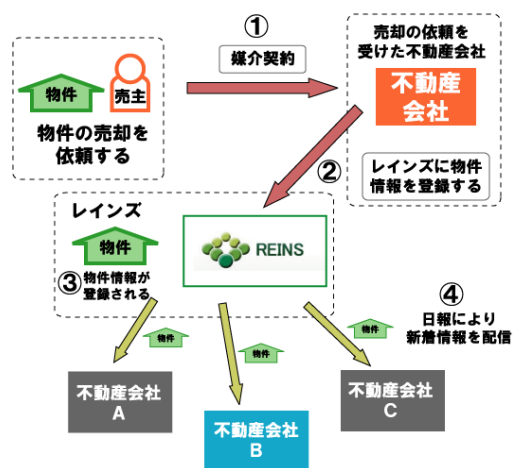 ①
媒介契約
物件
売主
物件の売却を
依頼する
売却の依頼を
受けた不動産会社
不動産
会社
レインズに物件
情報を登録する
②
レインズ
物件
REINS
③
物件情報が
登録される
④
日報により
新着情報を配信
物件
物件
物件
不動産会社
A
不動産会社
B
不動産会社
C